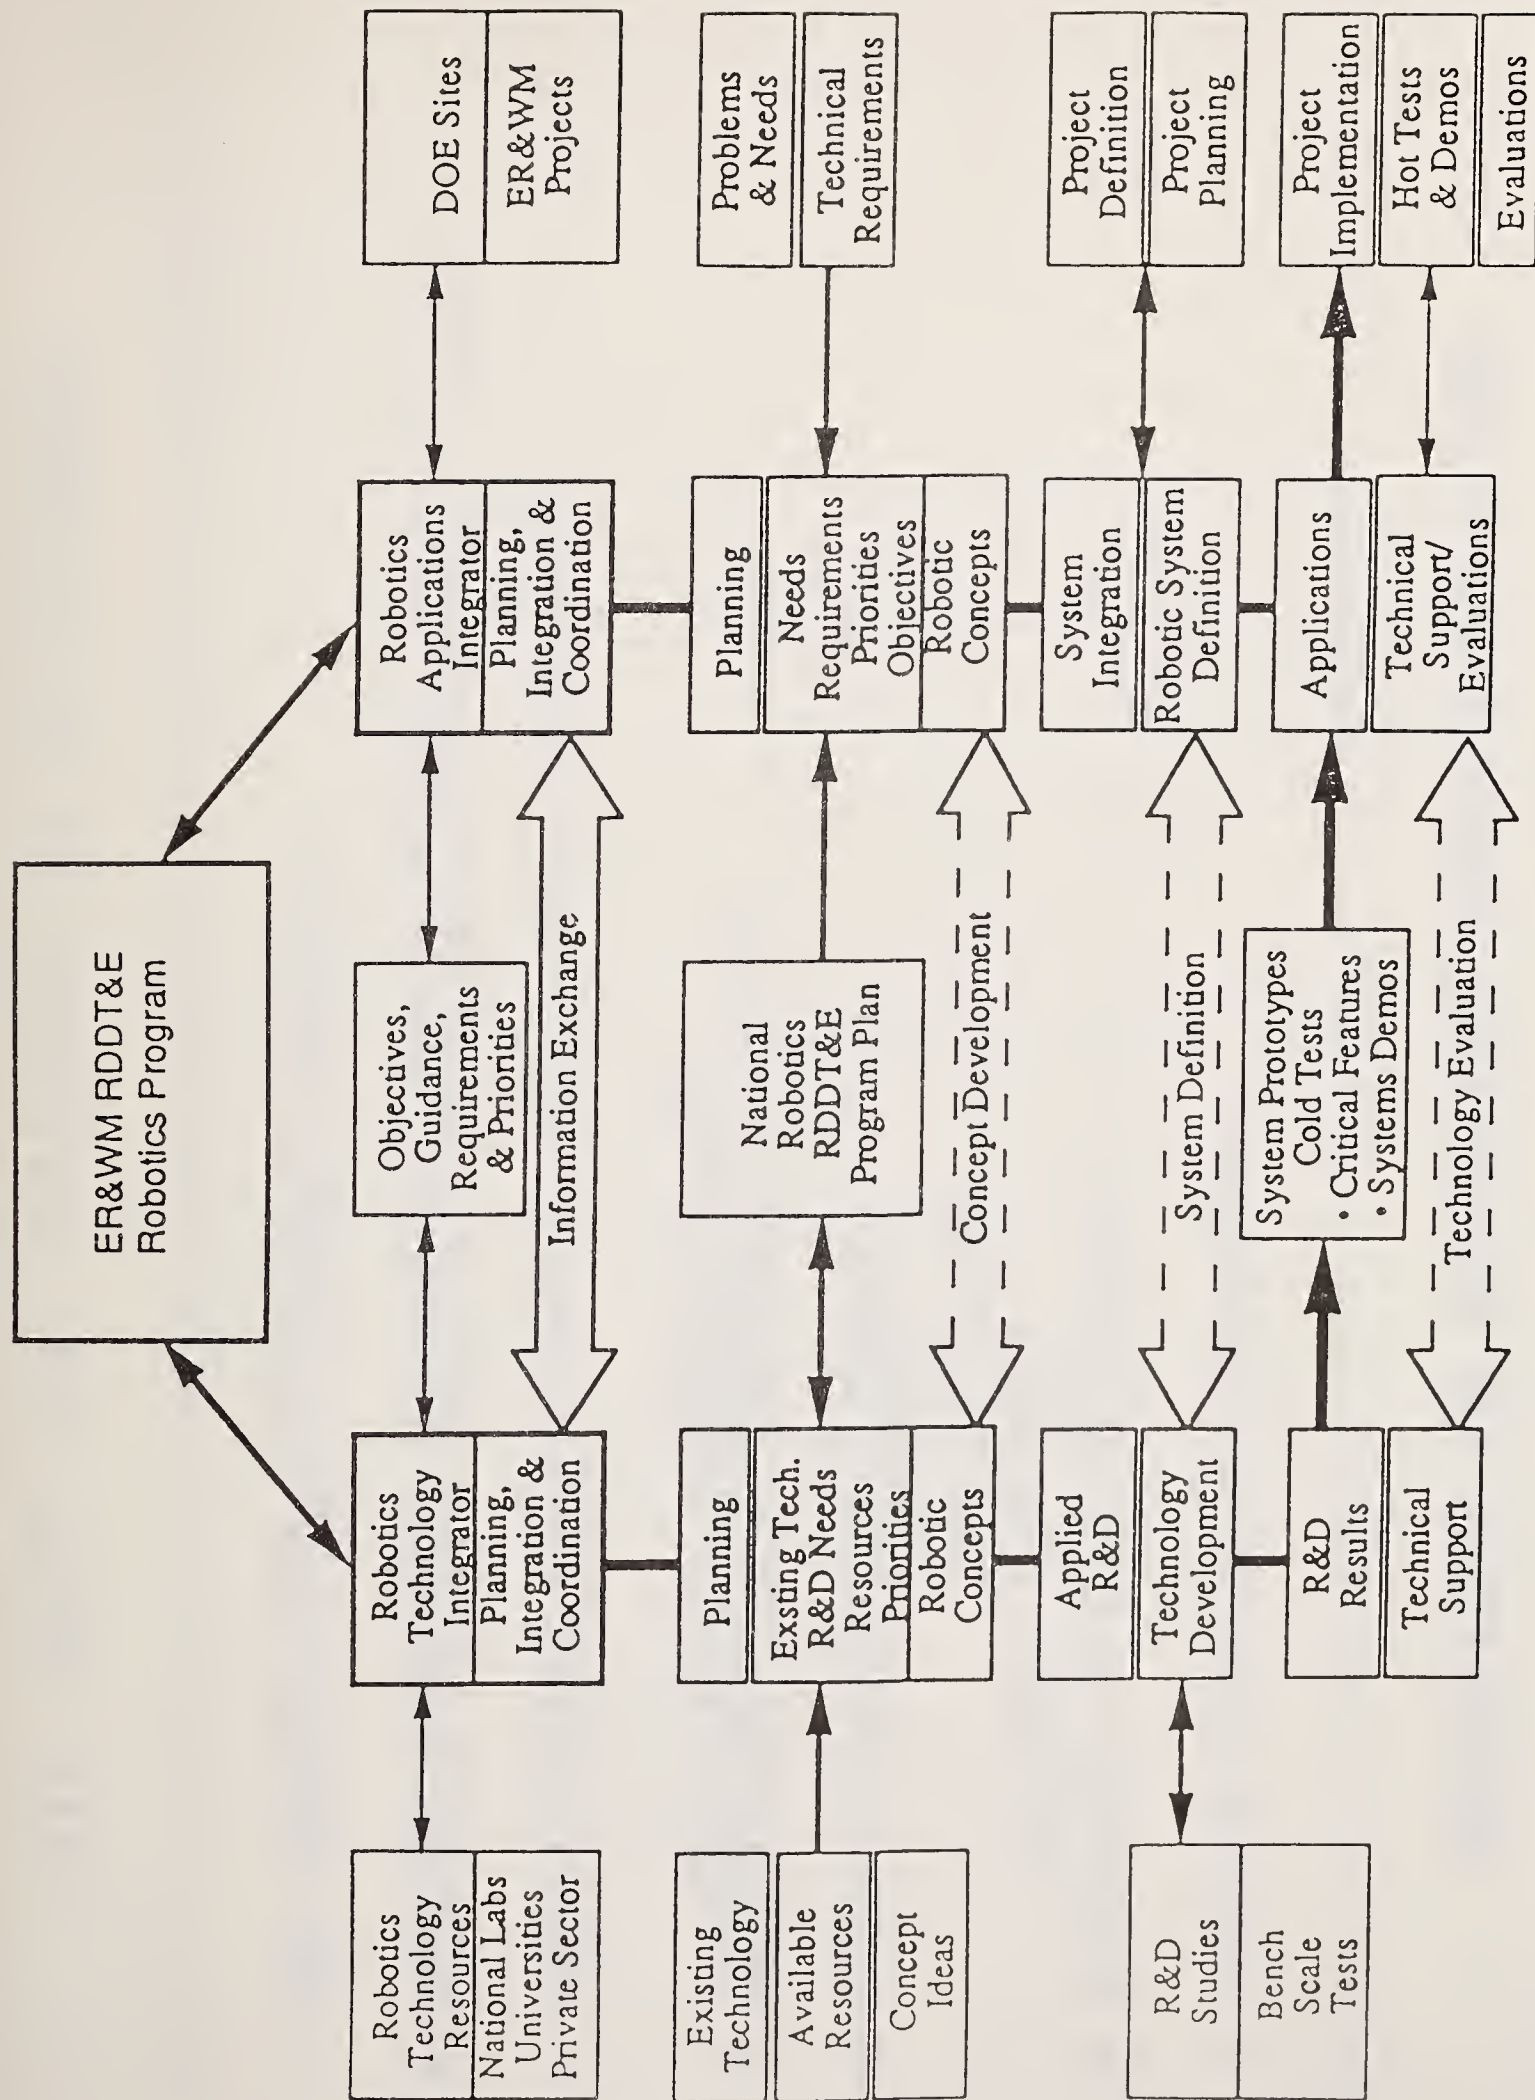 ER&WM RDDT&E
Robotics Program
Robotics
Technology
Resources
National Labs
Universities
Private Sector
Robotics
Technology
Integrator
Planning,
Integration &
Coordination
Objectives,
Guidance,
Requirements
& Priorities
Information Exchange
Robotics
Applications
Integrator
Planning,
Integration &
Coordination
DOE Sites
ER&WM
Projects
Existing
Technology
Available
Resources
Concept
Ideas
Planning
Exsting Tech.
R&D Needs
Resources
Priorities
Robotic
Concepts
National
Robotics
RDDT&E
Program Plan
Concept Development
Planning
Needs
Requirements
Priorities
Objectives
Robotic
Concepts
Problems
& Needs
Technical
Requirements
R&D
Studies
Bench
Scale
Tests
Applied
R&D
Technology
Development
System Definition
System
Integration
Robotic System
Definition
Project
Definition
Project
Planning
R&D
Results
Technical
Support
System Prototypes
Cold Tests
• Critical Features
• Systems Demos
Technology Evaluation
Applications
Technical
Support/
Evaluations
Project
Implementation
Hot Tests
& Demos
Evaluations